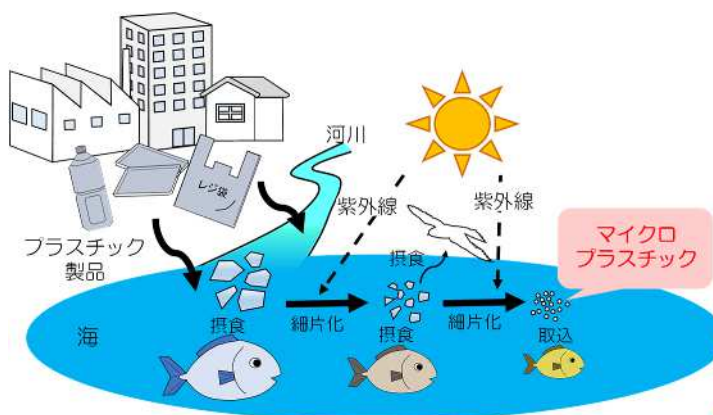 河川
レジ袋
紫外線
紫外線
プラスチック
製品
摂食
マイクロ
プラスチック
海
摂食
細片化
摂食
細片化
取込